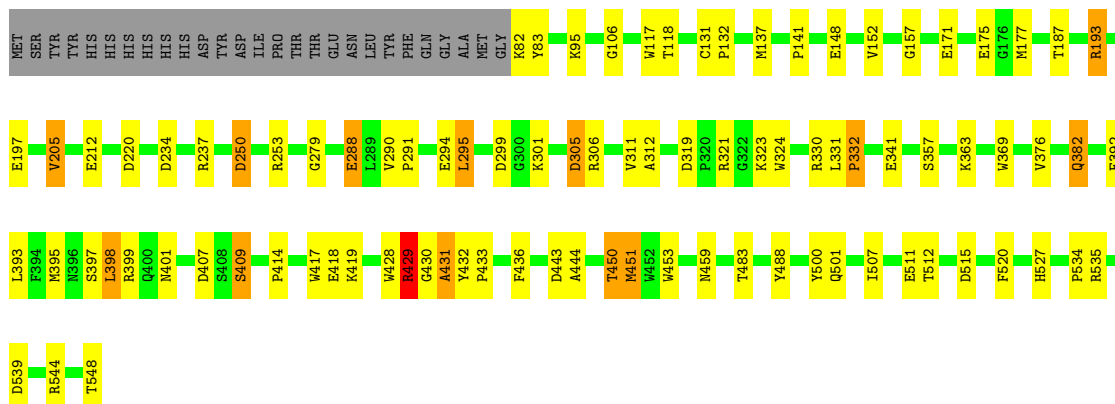 MET SER TYR TYR HIS HIS HIS HIS HIS HIS ASP TYR ASP ILE PRO THR THR GLU ASN LEU TYR PHE GLN GLY ALA MET GLY K82 Y83 K95 G106 W117 T118 C131 P132 M137 P141 E148 V152 G157 E171 E175 G176 M177 T187 R193
E197 V205 E212 D220 D234 R237 D250 R253 G279 E288 L289 V290 P291 E294 L295 D299 G300 K301 D305 R306 V311 A312 D319 P320 R321 G322 K323 W324 R330 L331 P332 E341 S357 K363 W369 V376 Q382
L393 F394 M395 N396 S397 L398 R399 Q400 N401 D407 S408 S409 P414 W417 E418 K419 W428 R429 G430 A431 Y432 P433 F436 D443 A444 T450 M451 W452 W453 N459 T483 Y488 Y500 Q501 I507 E511 T512 D515 F520 H527 P534 R535
D539 R544 T548